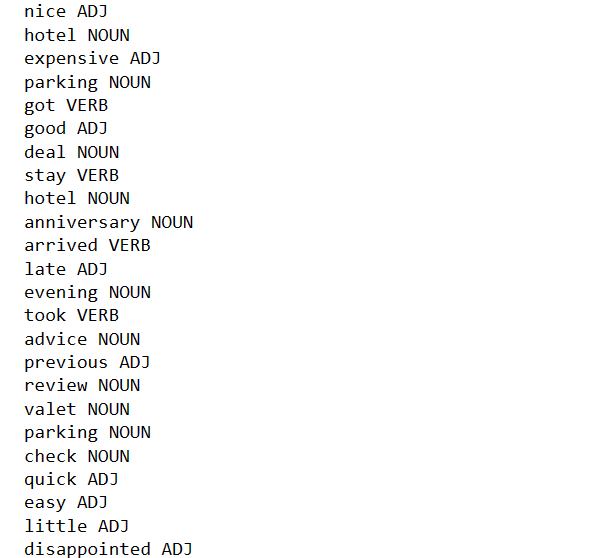 nice ADJ
hotel NOUN
expensive ADJ
parking NOUN
got VERB
good ADJ
deal NOUN
stay VERB
hotel NOUN
anniversary NOUN
arrived VERB
late ADJ
evening NOUN
took VERB
advice NOUN
previous ADJ
review NOUN
valet NOUN
parking NOUN
check NOUN
quick ADJ
easy ADJ
little ADJ
disappointed ADJ